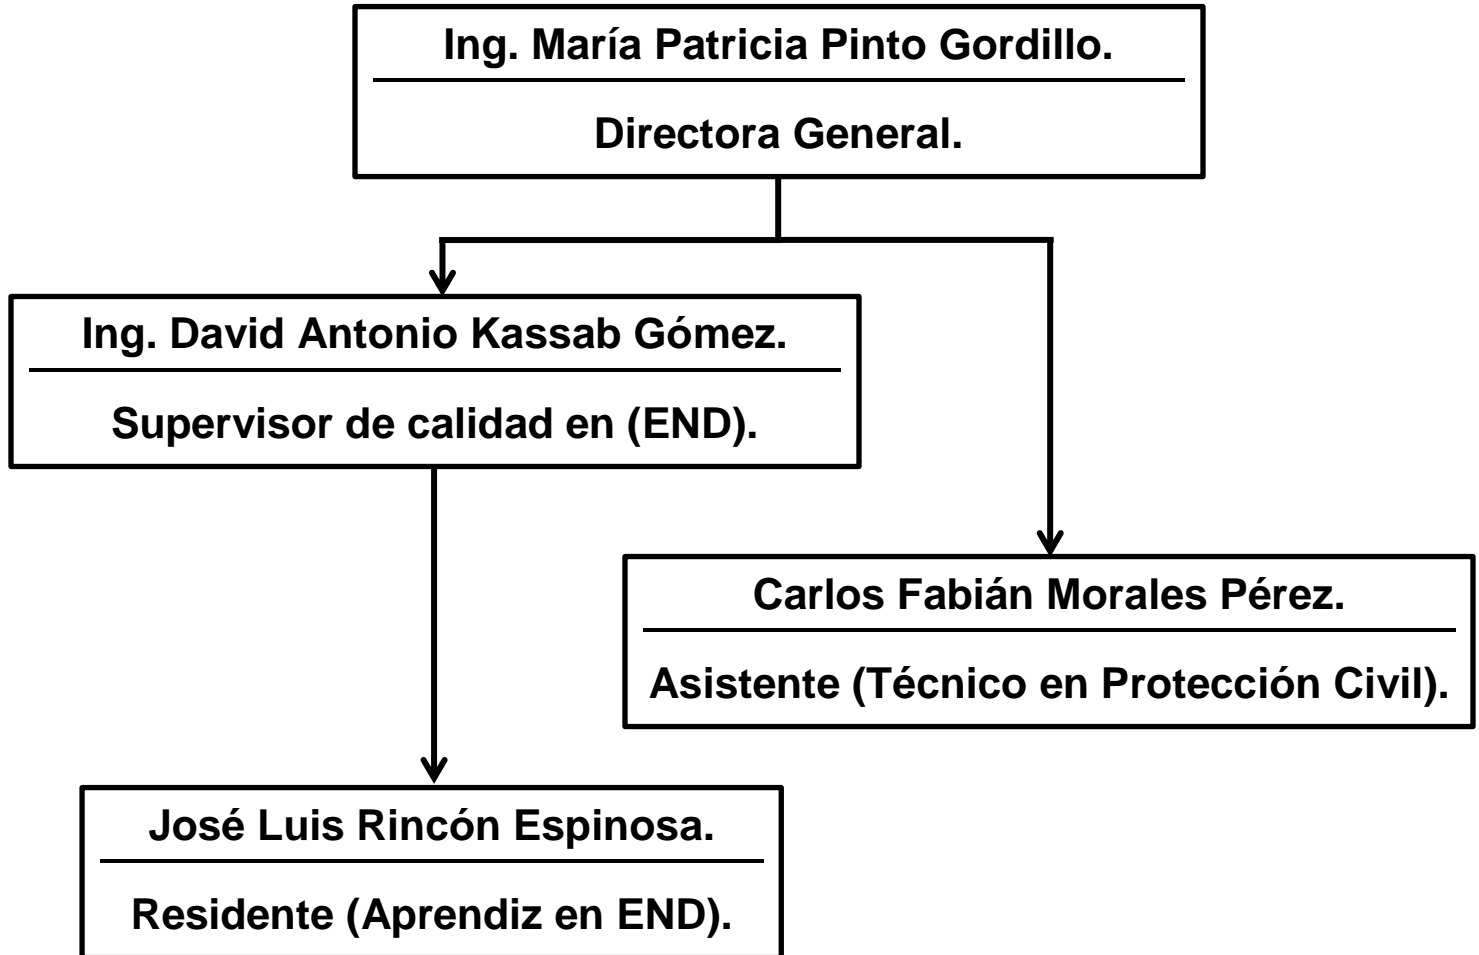 Ing. María Patricia Pinto Gordillo.
Directora General.
Ing. David Antonio Kassab Gómez.
Supervisor de calidad en (END).
Carlos Fabián Morales Pérez.
Asistente (Técnico en Protección Civil).
José Luis Rincón Espinosa.
Residente (Aprendiz en END).